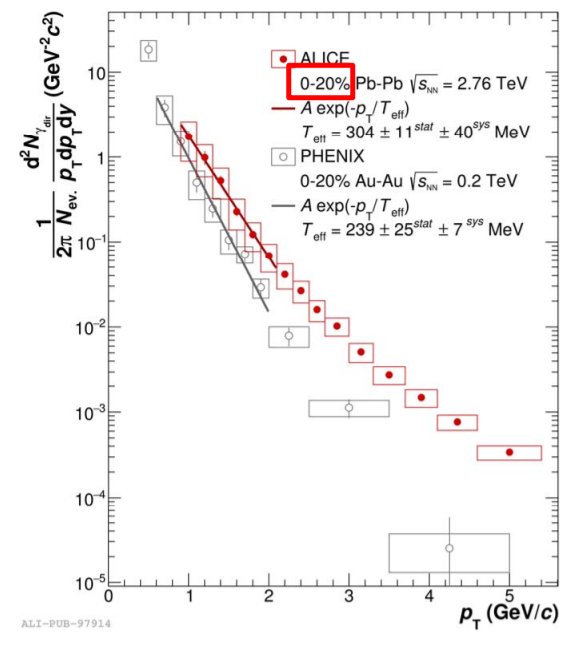 1/2π 1/N_ev. d²N_γdir/p_T dp_T dy (GeV⁻²c²)
10
1
10⁻¹
10⁻²
10⁻³
10⁻⁴
10⁻⁵
ALICE
0-20% Pb-Pb √s_NN = 2.76 TeV
A exp(-p_T/T_eff)
T_eff = 304 ± 11^stat ± 40^sys MeV
PHENIX
0-20% Au-Au √s_NN = 0.2 TeV
A exp(-p_T/T_eff)
T_eff = 239 ± 25^stat ± 7^sys MeV
0 1 2 3 4 5
p_T (GeV/c)
ALI-PUB-97914